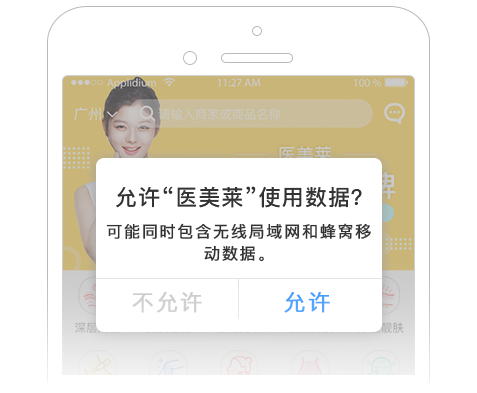 Applidium 11:27 AM 100 %
广州 请输入商家或商品名称
医美莱
牌
允许“医美莱”使用数据?
可能同时包含无线局域网和蜂窝移
动数据。
不允许 允许
深层 靓肤